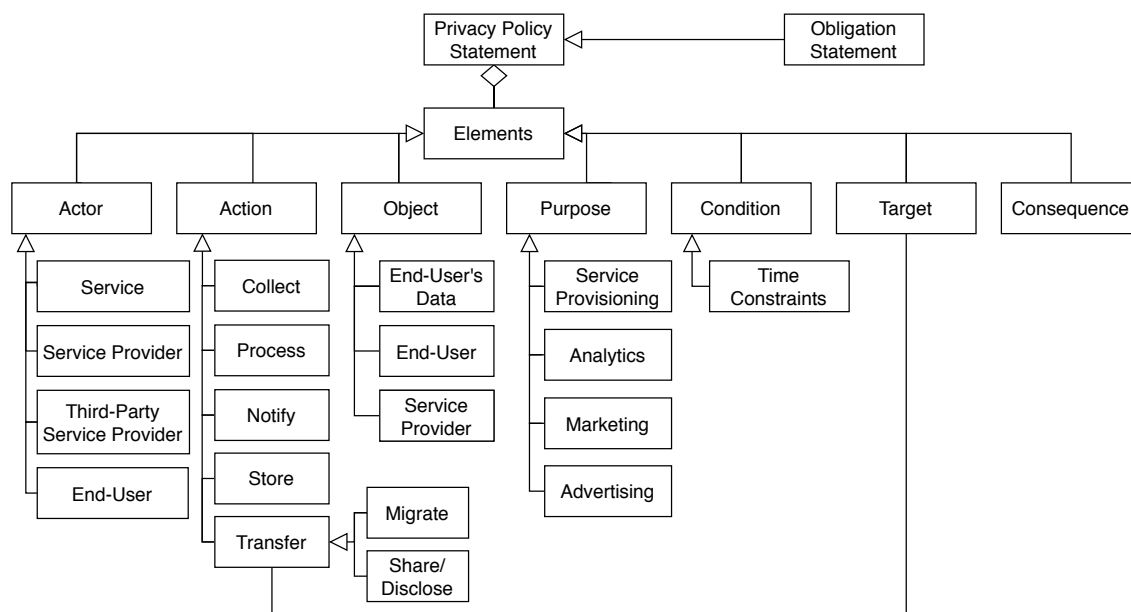 Privacy Policy
Statement
Obligation
Statement
Elements
Actor
Action
Object
Purpose
Condition
Target
Consequence
Service
Service Provider
Third-Party
Service Provider
End-User
Collect
Process
Notify
Store
Transfer
Migrate
Share/
Disclose
End-User's
Data
End-User
Service
Provider
Service
Provisioning
Analytics
Marketing
Advertising
Time
Constraints